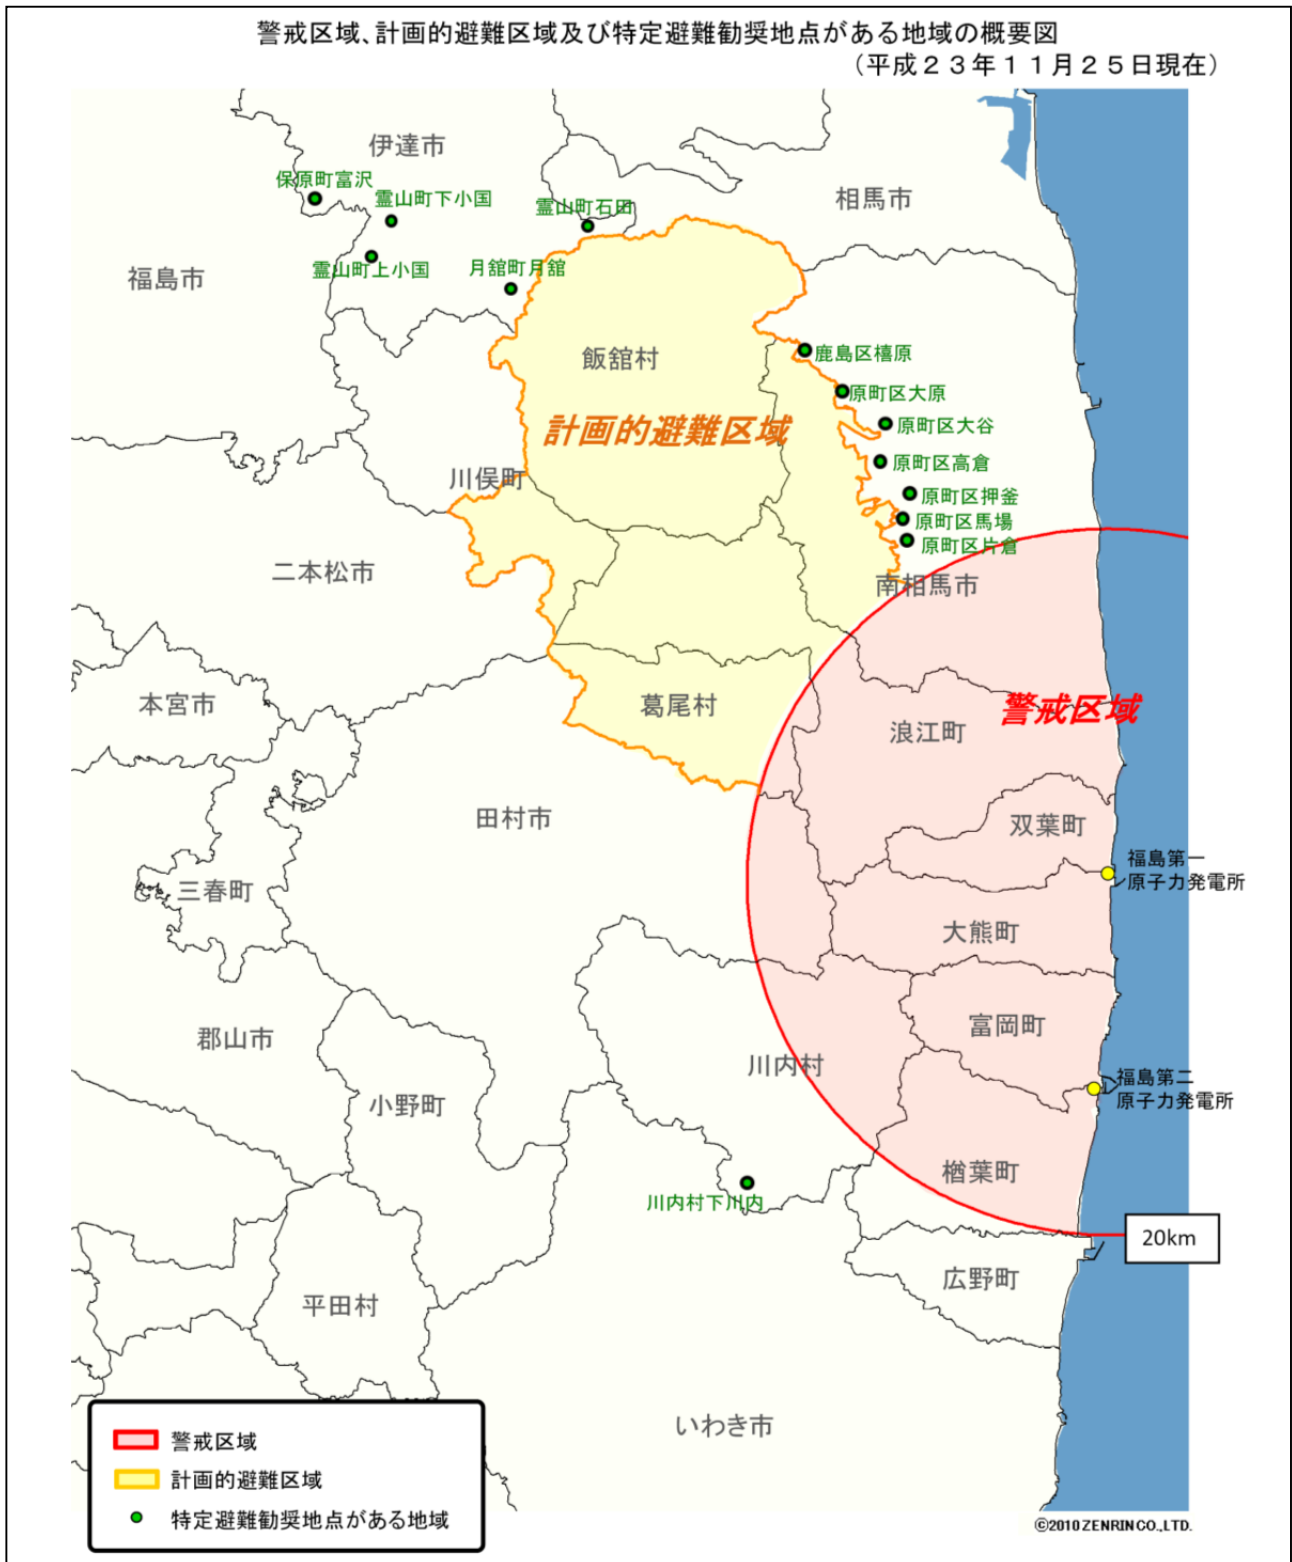 警戒区域、計画的避難区域及び特定避難勧奨地点がある地域の概要図
（平成２３年１１月２５日現在）
伊達市
保原町富沢
霊山町下小国
相馬市
霊山町石田
霊山町上小国
月舘町月舘
福島市
飯舘村
鹿島区橲原
原町区大原
計画的避難区域
原町区大谷
原町区高倉
川俣町
原町区押釜
原町区馬場
原町区片倉
二本松市
南相馬市
本宮市
葛尾村
警戒区域
浪江町
田村市
双葉町
福島第一
原子力発電所
三春町
大熊町
富岡町
郡山市
川内村
福島第二
原子力発電所
小野町
楢葉町
川内村下川内
20km
広野町
平田村
いわき市
警戒区域
計画的避難区域
特定避難勧奨地点がある地域
©2010 ZENRIN CO.,LTD.